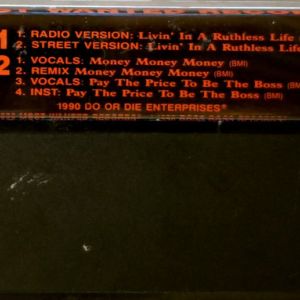 1 1. RADIO VERSION: Livin' In A Ruthless Life
2. STREET VERSION: Livin' In A Ruthless Life
2 1. VOCALS: Money Money Money (BMI)
2. REMIX Money Money Money (BMI)
3. VOCALS: Pay The Price To Be The Boss (BMI)
4. INST: Pay The Price To Be The Boss (BMI)
1990 DO OR DIE ENTERPRISES®